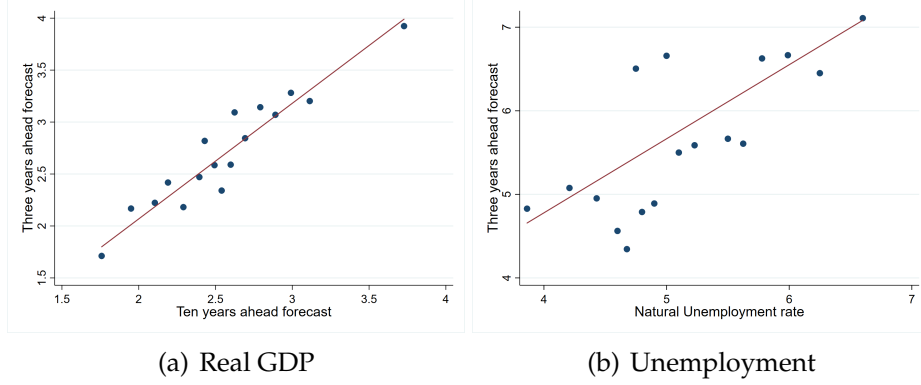 Three years ahead forecast
4
3.5
3
2.5
2
1.5
1.5 2 2.5 3 3.5 4
Ten years ahead forecast
(a) Real GDP
Three years ahead forecast
7
6
5
4
4 5 6 7
Natural Unemployment rate
(b) Unemployment